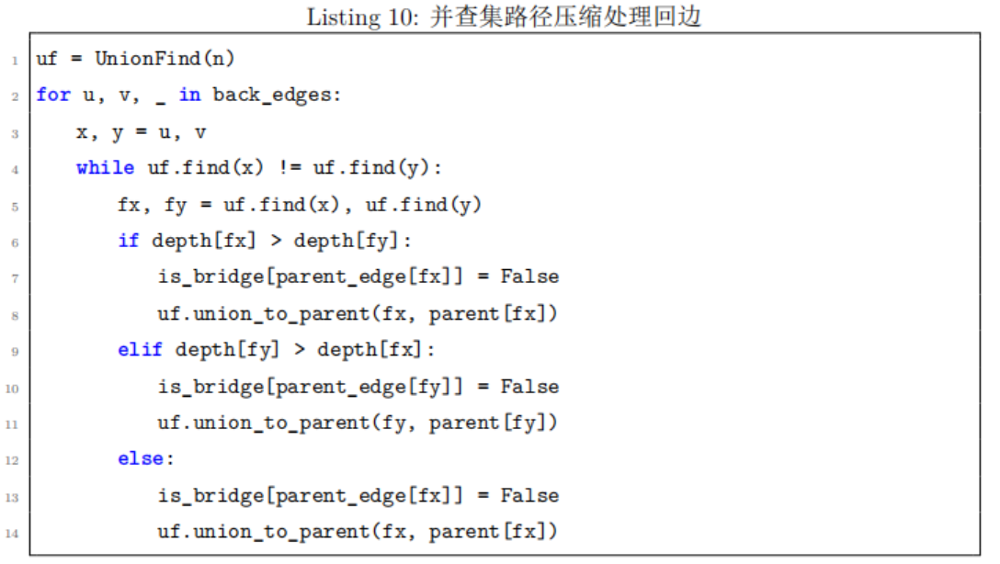 Listing 10: 并查集路径压缩处理回边
1 uf = UnionFind(n)
2 for u, v, _ in back_edges:
3     x, y = u, v
4     while uf.find(x) != uf.find(y):
5         fx, fy = uf.find(x), uf.find(y)
6         if depth[fx] > depth[fy]:
7             is_bridge[parent_edge[fx]] = False
8             uf.union_to_parent(fx, parent[fx])
9         elif depth[fy] > depth[fx]:
10             is_bridge[parent_edge[fy]] = False
11             uf.union_to_parent(fy, parent[fy])
12         else:
13             is_bridge[parent_edge[fx]] = False
14             uf.union_to_parent(fx, parent[fx])